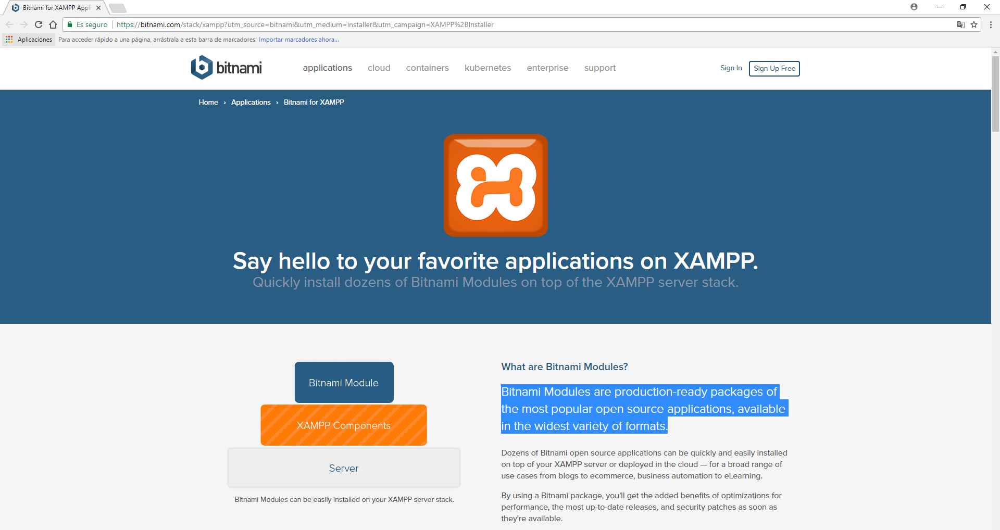 Bitnami for XAMPP Appli
Es seguro
https://bitnami.com/stack/xampp?utm_source=bitnami&utm_medium=installer&utm_campaign=XAMPP%2BInstaller
Aplicaciones
Para acceder rápido a una página, arrástrala a esta barra de marcadores. Importar marcadores ahora...
bitnami
applications cloud containers kubernetes enterprise support
Sign In
Sign Up Free
Home › Applications › Bitnami for XAMPP
Say hello to your favorite applications on XAMPP.
Quickly install dozens of Bitnami Modules on top of the XAMPP server stack.
Bitnami Module
XAMPP Components
Server
Bitnami Modules can be easily installed on your XAMPP server stack.
What are Bitnami Modules?
Bitnami Modules are production-ready packages of
the most popular open source applications, available
in the widest variety of formats.
Dozens of Bitnami open source applications can be quickly and easily installed
on top of your XAMPP server or deployed in the cloud — for a broad range of
use cases from blogs to ecommerce, business automation to eLearning.
By using a Bitnami package, you'll get the added benefits of optimizations for
performance, the most up-to-date releases, and security patches as soon as
they're available.